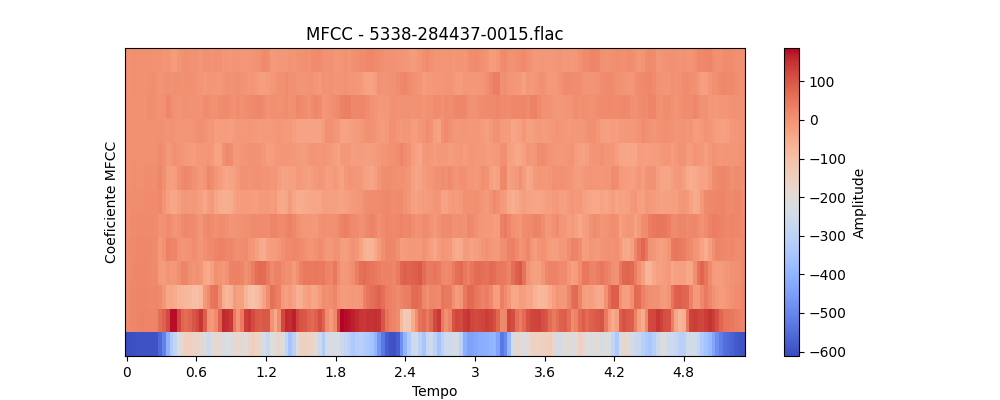 MFCC - 5338-284437-0015.flac
Coeficiente MFCC
0 0.6 1.2 1.8 2.4 3 3.6 4.2 4.8
Tempo
100
0
−100
−200
−300
−400
−500
−600
Amplitude